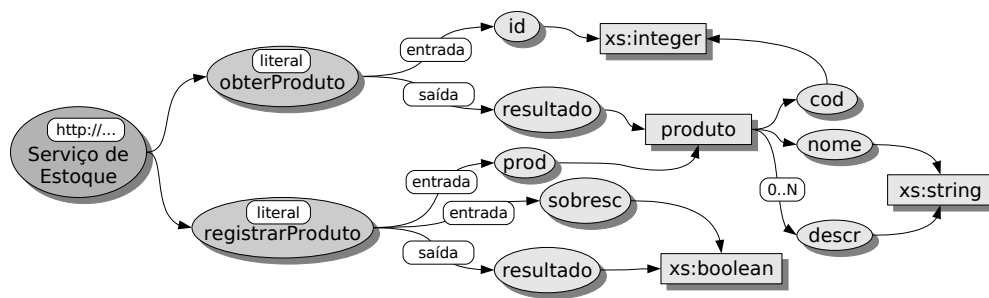 http://...
Serviço de
Estoque
literal
obterProduto
entrada
id
xs:integer
saída
resultado
produto
cod
nome
0..N
descr
xs:string
literal
registrarProduto
entrada
prod
entrada
sobresc
saída
resultado
xs:boolean